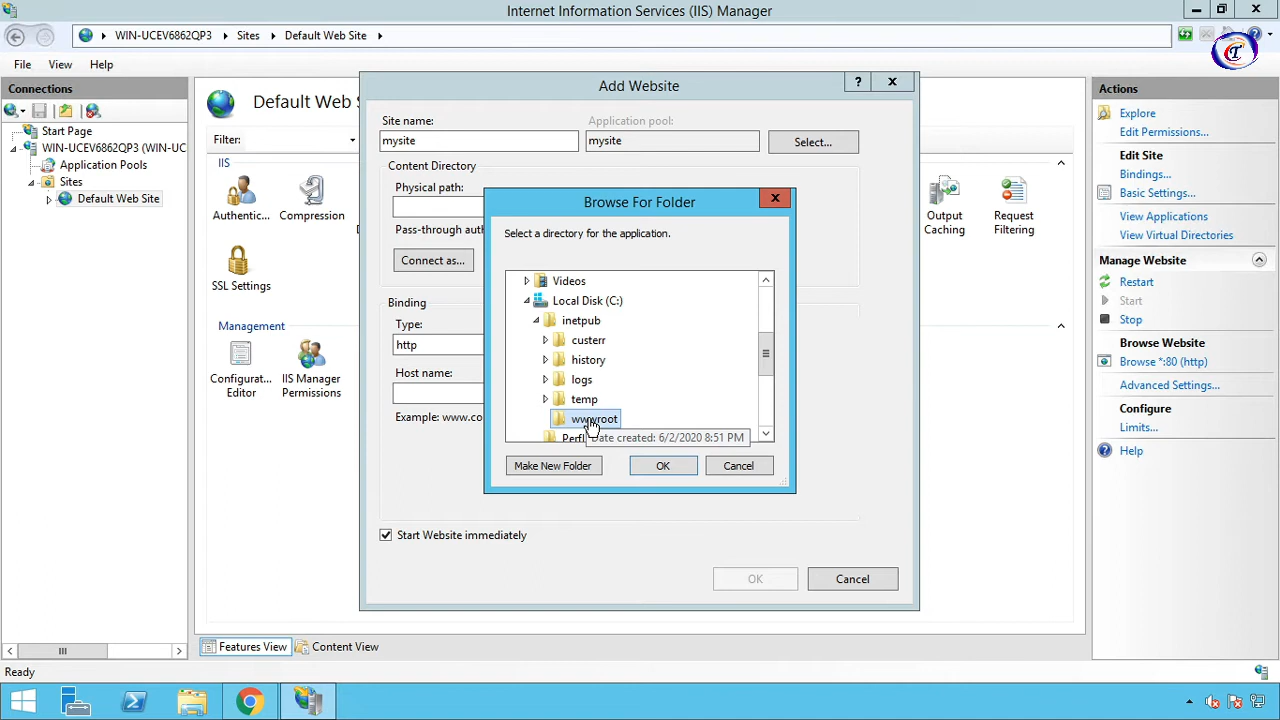 Internet Information Services (IIS) Manager
WIN-UCEV6862QP3 Sites Default Web Site
File View Help
Connections
Start Page
WIN-UCEV6862QP3 (WIN-UC
Application Pools
Sites
Default Web Site
Default Web
Filter:
IIS
Authentic...
Compression
SSL Settings
Output
Caching
Request
Filtering
Management
Configurat...
Editor
IIS Manager
Permissions
Add Website
?
Site name:
mysite
Application pool:
mysite
Select...
Content Directory
Physical path:
Pass-through auth
Connect as...
Binding
Type:
http
Host name:
Example: www.co
Start Website immediately
OK
Cancel
Browse For Folder
Select a directory for the application.
Videos
Local Disk (C:)
inetpub
custerr
history
logs
temp
wwwroot
Date created: 6/2/2020 8:51 PM
Make New Folder
OK
Cancel
Features View
Content View
Actions
Explore
Edit Permissions...
Edit Site
Bindings...
Basic Settings...
View Applications
View Virtual Directories
Manage Website
Restart
Start
Stop
Browse Website
Browse *:80 (http)
Advanced Settings...
Configure
Limits...
Help
Ready